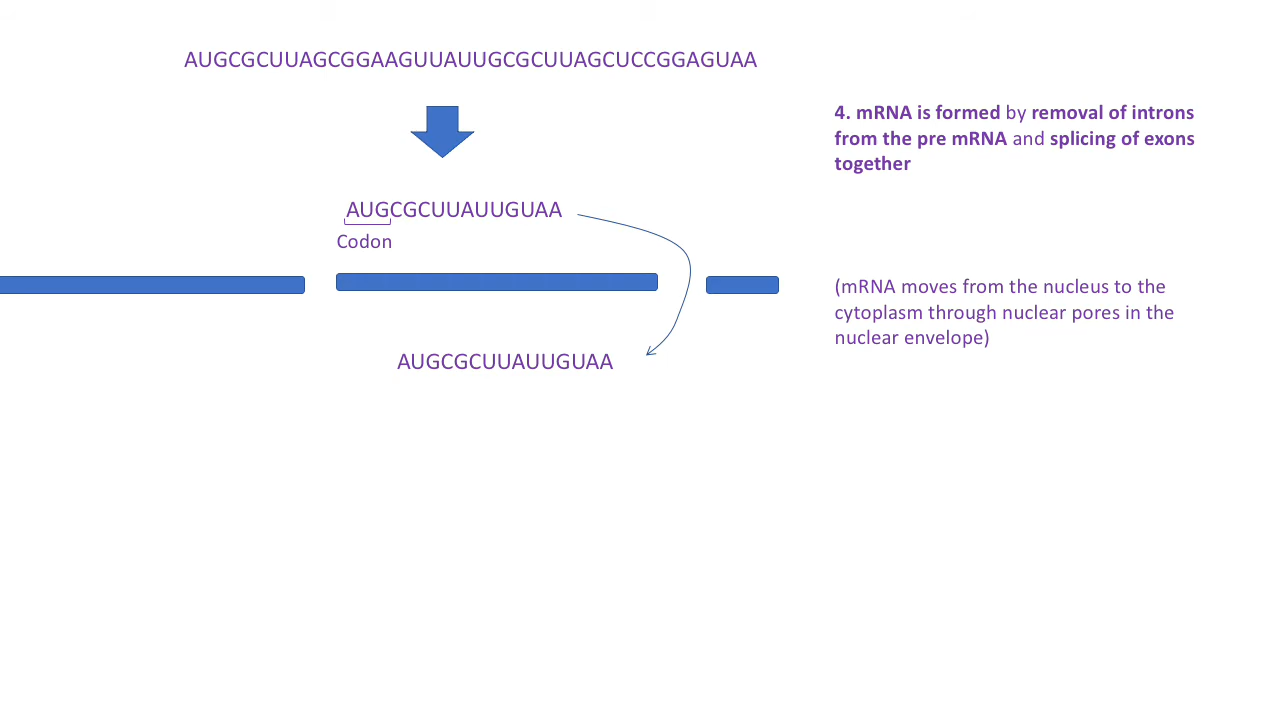 AUGCGCUUAGCGGAAGUUAUUGCGCUUAGCUCCGGAGUAA
4. mRNA is formed by removal of introns
from the pre mRNA and splicing of exons
together
AUGCGCUUAUUGUAA
Codon
(mRNA moves from the nucleus to the
cytoplasm through nuclear pores in the
nuclear envelope)
AUGCGCUUAUUGUAA